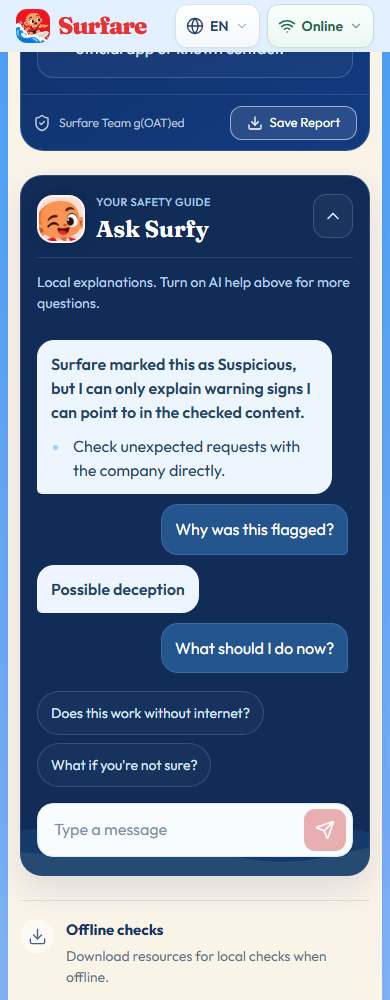 Surfare
EN
Online
Surfare Team g(OAT)ed
Save Report
YOUR SAFETY GUIDE
Ask Surfy
Local explanations. Turn on AI help above for more
questions.
Surfare marked this as Suspicious,
but I can only explain warning signs I
can point to in the checked content.
Check unexpected requests with
the company directly.
Why was this flagged?
Possible deception
What should I do now?
Does this work without internet?
What if you're not sure?
Type a message
Offline checks
Download resources for local checks when
offline.